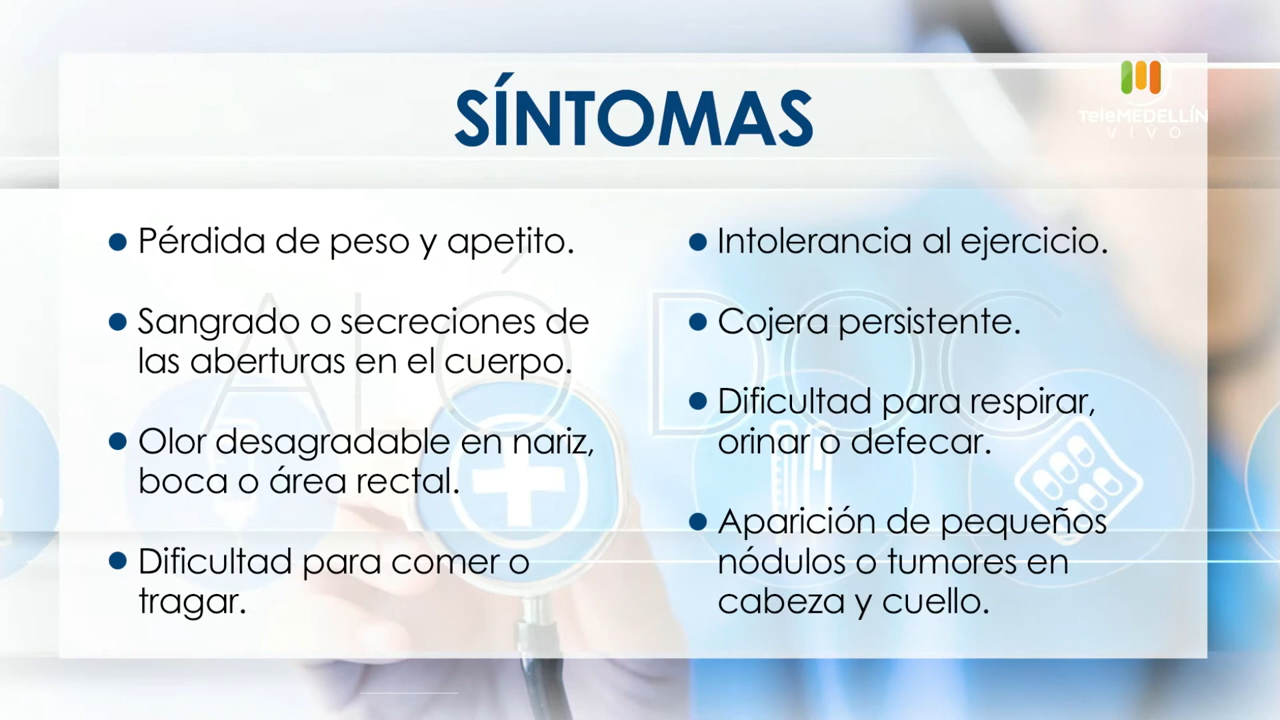 SÍNTOMAS
TeleMEDELLÍN
VIVO
Pérdida de peso y apetito.
Sangrado o secreciones de
las aberturas en el cuerpo.
Olor desagradable en nariz,
boca o área rectal.
Dificultad para comer o
tragar.
Intolerancia al ejercicio.
Cojera persistente.
Dificultad para respirar,
orinar o defecar.
Aparición de pequeños
nódulos o tumores en
cabeza y cuello.
ALÓ DOC